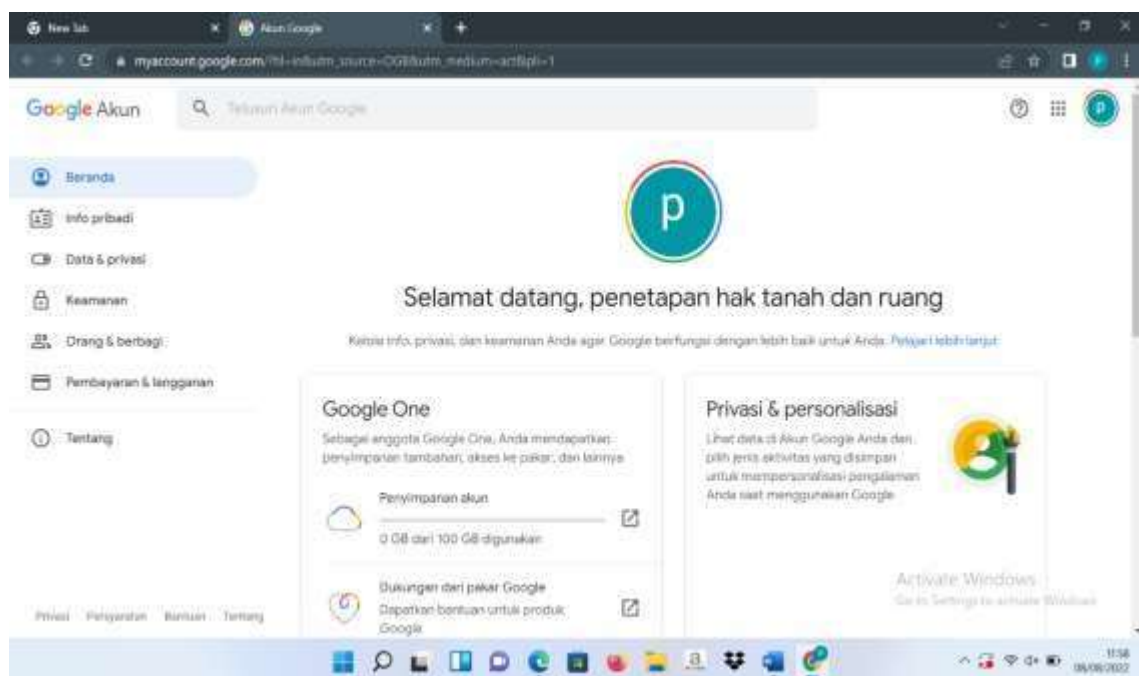 New Tab
Akun Google
myaccount.google.com/
Google Akun
Telusuri Akun Google
p
Beranda
Info pribadi
Data & privasi
Keamanan
Orang & berbagi
Pembayaran & langganan
Tentang
p
Selamat datang, penetapan hak tanah dan ruang
Kelola info, privasi, dan keamanan Anda agar Google berfungsi dengan lebih baik untuk Anda. Pelajari lebih lanjut
Google One
Sebagai anggota Google One, Anda mendapatkan
penyimpanan tambahan, akses ke pakar, dan lainnya
Penyimpanan akun
0 GB dari 100 GB digunakan
Dukungan dari pakar Google
Dapatkan bantuan untuk produk
Google
Privasi & personalisasi
Lihat data di Akun Google Anda dan
pilih jenis aktivitas yang disimpan
untuk mempersonalisasi pengalaman
Anda saat menggunakan Google
Activate Windows
Go to Settings to activate Windows
Privasi Persyaratan Bantuan Tentang
11:58
08/08/2022